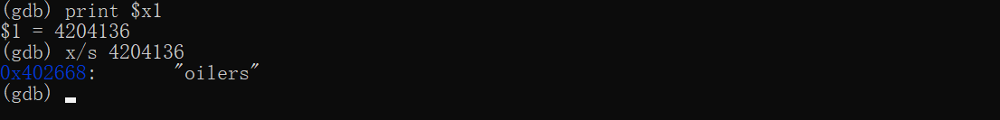 (gdb) print $x1
$1 = 4204136
(gdb) x/s 4204136
0x402668:       "oilers"
(gdb)